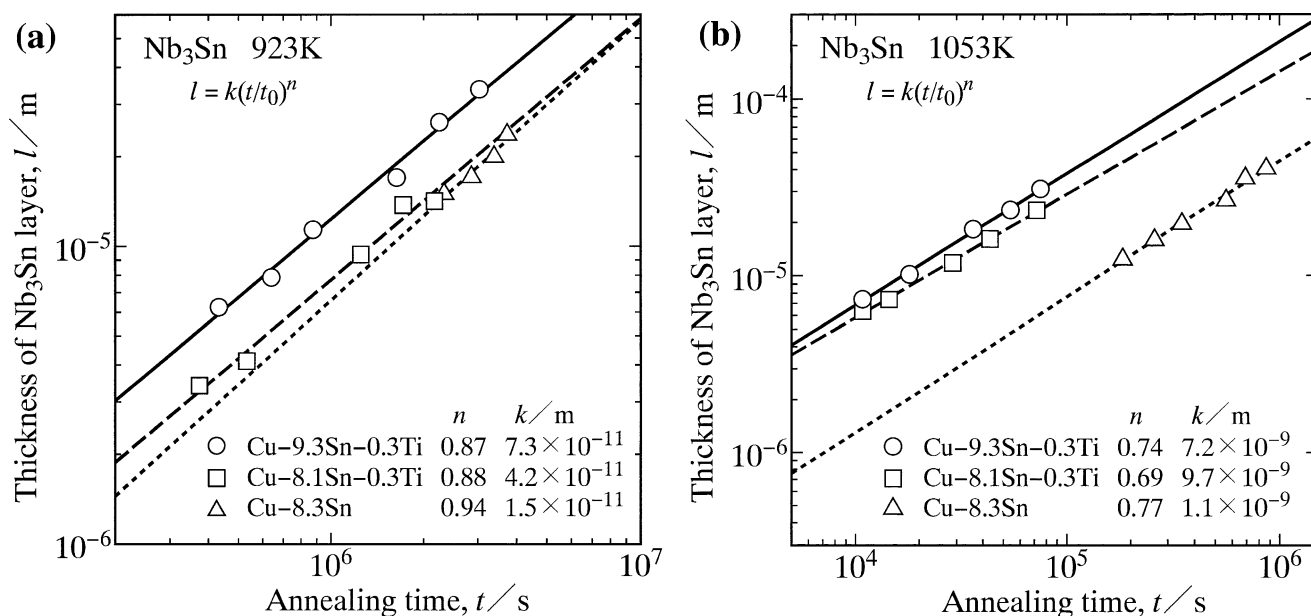 (a)
Nb₃Sn 923K
l = k(t/t₀)ⁿ
Thickness of Nb₃Sn layer, l/m
10⁻⁵
10⁻⁶
n k/m
Cu-9.3Sn-0.3Ti 0.87 7.3×10⁻¹¹
Cu-8.1Sn-0.3Ti 0.88 4.2×10⁻¹¹
Cu-8.3Sn 0.94 1.5×10⁻¹¹
10⁶ 10⁷
Annealing time, t/s
(b)
Nb₃Sn 1053K
l = k(t/t₀)ⁿ
Thickness of Nb₃Sn layer, l/m
10⁻⁴
10⁻⁵
10⁻⁶
n k/m
Cu-9.3Sn-0.3Ti 0.74 7.2×10⁻⁹
Cu-8.1Sn-0.3Ti 0.69 9.7×10⁻⁹
Cu-8.3Sn 0.77 1.1×10⁻⁹
10⁴ 10⁵ 10⁶
Annealing time, t/s